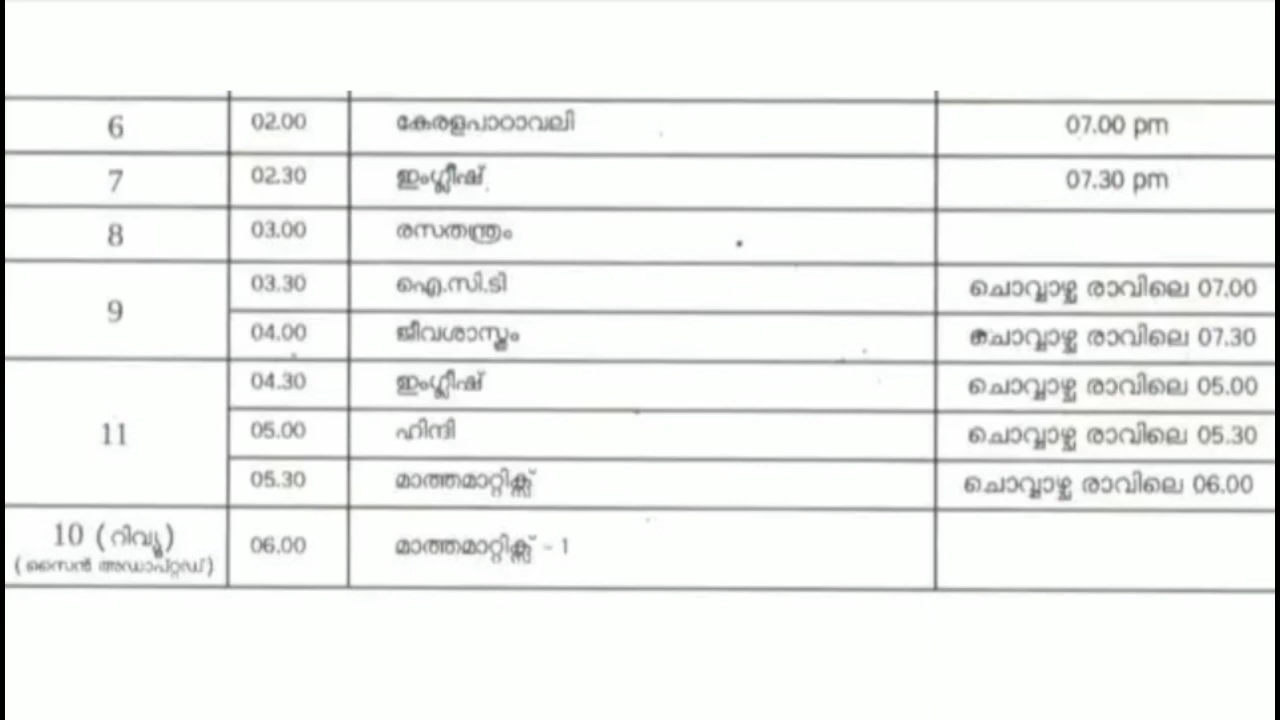 6 02.00 കേരളപാഠാവലി 07.00 pm
7 02.30 ഇംഗ്ലീഷ് 07.30 pm
8 03.00 രസതന്ത്രം
9 03.30 ഐ.സി.ടി ചൊവ്വാഴ്ച രാവിലെ 07.00
04.00 ജീവശാസ്ത്രം ചൊവ്വാഴ്ച രാവിലെ 07.30
11 04.30 ഇംഗ്ലീഷ് ചൊവ്വാഴ്ച രാവിലെ 05.00
05.00 ഹിന്ദി ചൊവ്വാഴ്ച രാവിലെ 05.30
05.30 മാത്തമാറ്റിക്സ് ചൊവ്വാഴ്ച രാവിലെ 06.00
10 (റിവ്യൂ) 06.00 മാത്തമാറ്റിക്സ് - 1
(സൈൻ അഡാപ്റ്റഡ്)